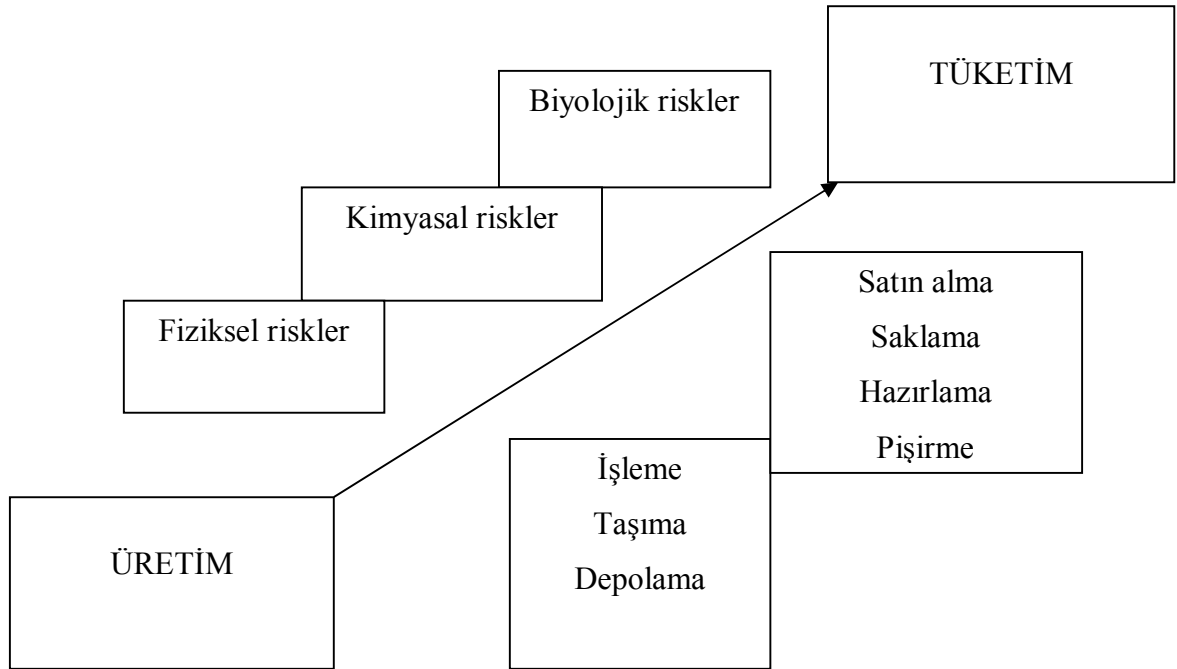 TÜKETİM
Biyolojik riskler
Kimyasal riskler
Fiziksel riskler
Satın alma
Saklama
Hazırlama
Pişirme
İşleme
Taşıma
Depolama
ÜRETİM